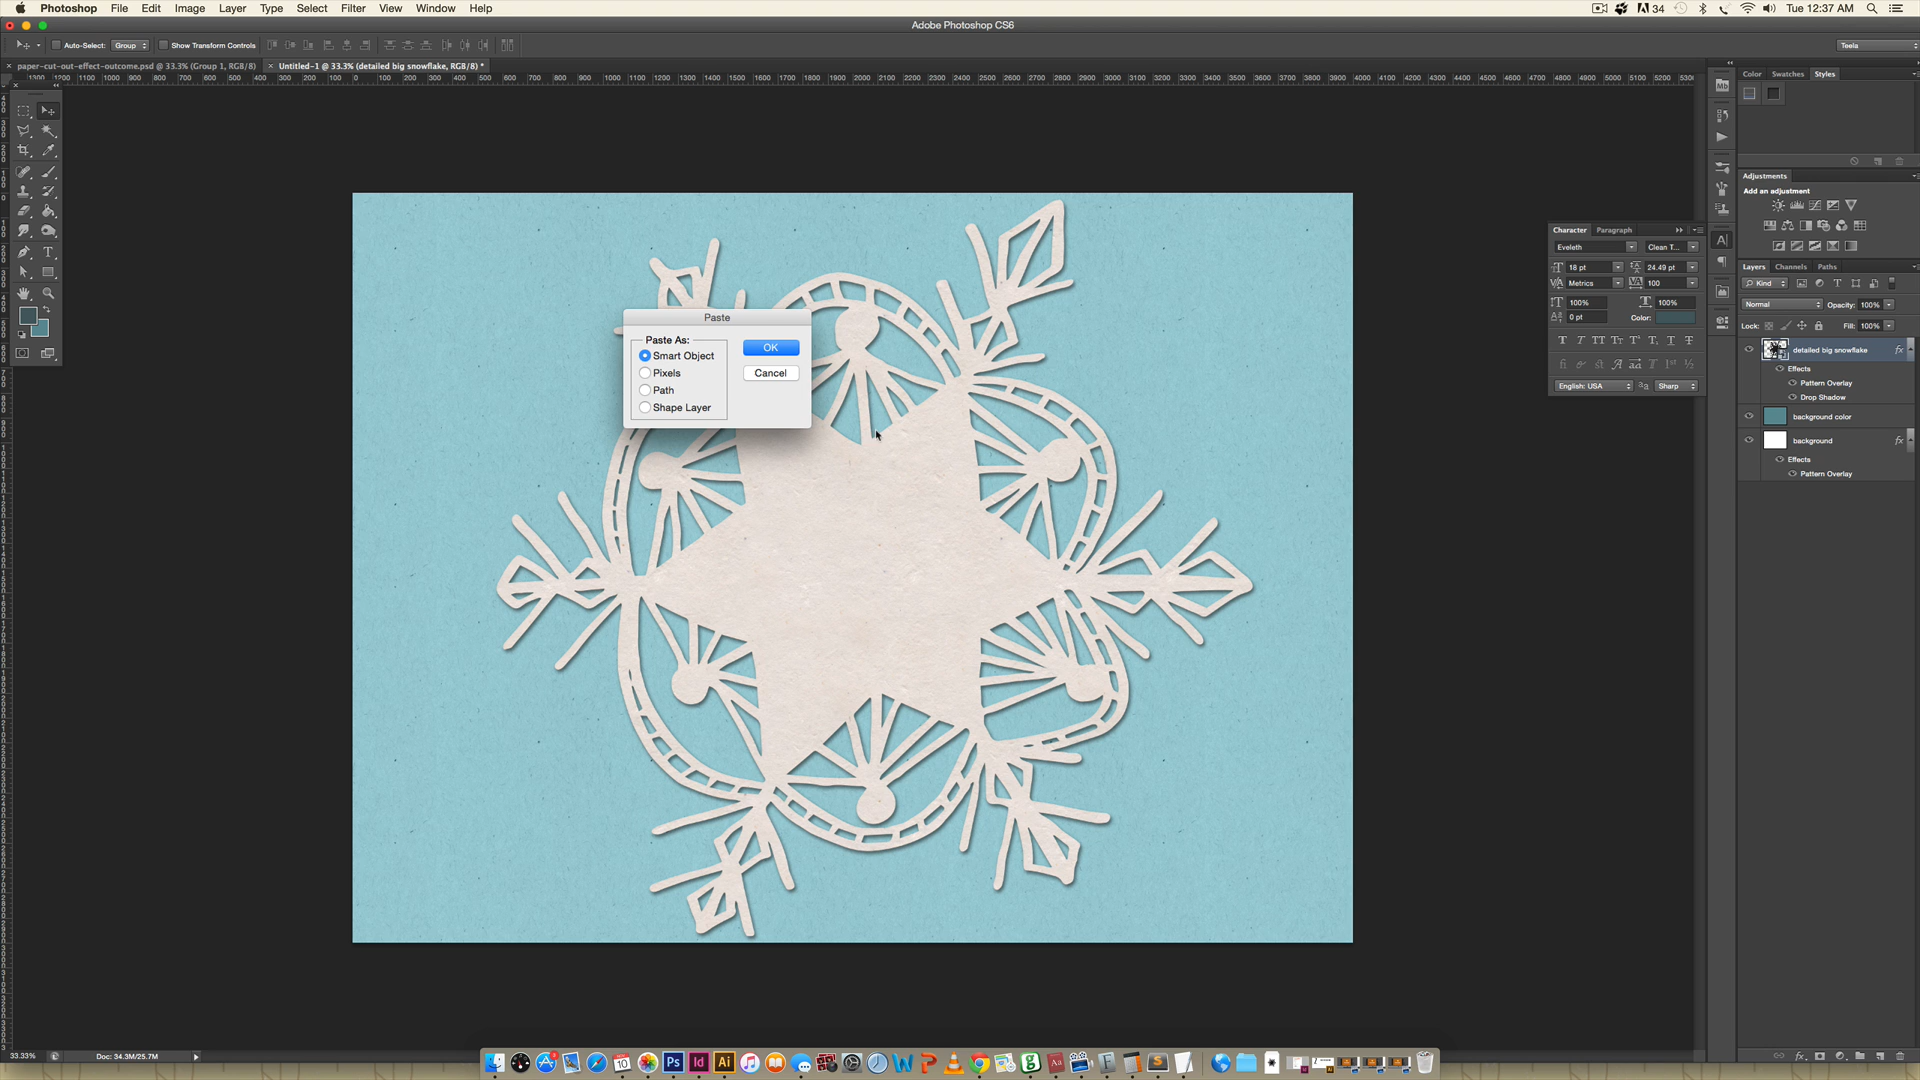 Photoshop File Edit Image Layer Type Select Filter View Window Help
34 Tue 12:37 AM
Adobe Photoshop CS6
Auto-Select: Group Show Transform Controls
Teela
paper-cut-out-effect-outcome.psd @ 33.3% (Group 1, RGB/8)
Untitled-1 @ 33.3% (detailed big snowflake, RGB/8) *
Paste
Paste As:
Smart Object
Pixels
Path
Shape Layer
OK
Cancel
Character Paragraph
Eveleth Clean T...
18 pt 24.49 pt
Metrics 100
100% 100%
0 pt Color:
English: USA Sharp
Color Swatches Styles
Adjustments
Add an adjustment
Layers Channels Paths
Kind
Normal Opacity: 100%
Lock: Fill: 100%
detailed big snowflake fx
Effects
Pattern Overlay
Drop Shadow
background color
background fx
Effects
Pattern Overlay
33.33% Doc: 34.3M/25.7M